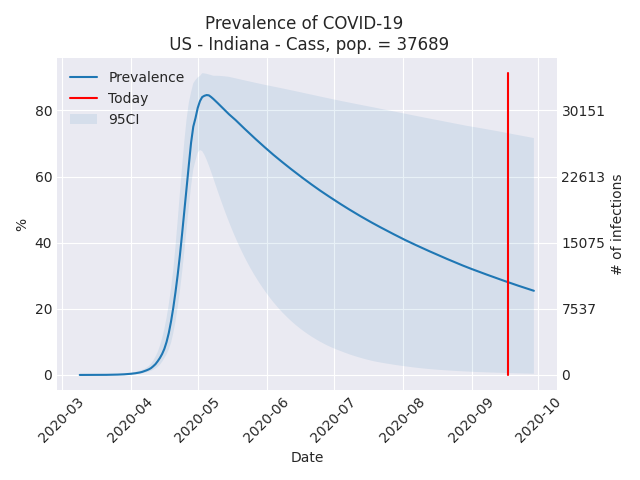 Prevalence of COVID-19
US - Indiana - Cass, pop. = 37689
Prevalence
Today
95CI
80
60
40
20
0
%
30151
22613
15075
7537
0
# of infections
2020-03
2020-04
2020-05
2020-06
2020-07
2020-08
2020-09
2020-10
Date